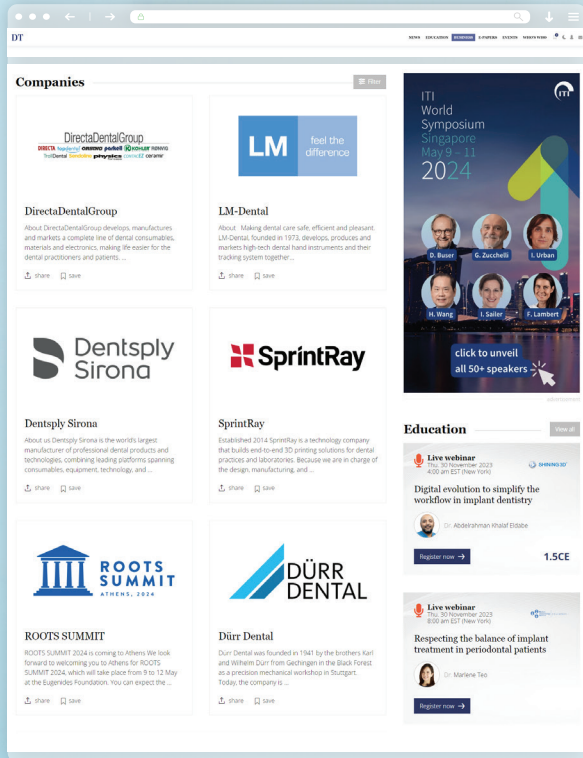 DT
NEWS EDUCATION BUSINESS E-PAPERS EVENTS WHO'S WHO
Companies
Filter
DirectaDentalGroup
DIRECTA topdental ORSING parkell KOHLER RØNVIG
physics ceramir
DirectaDentalGroup
About DirectaDentalGroup develops, manufactures
and markets a complete line of dental consumables,
materials and electronics, making life easier for the
dental practitioners and patients. ...
share save
LM feel the
difference
LM-Dental
About Making dental care safe, efficient and pleasant.
LM-Dental, founded in 1973, develops, produces and
markets high-tech dental hand instruments and their
tracking system together...
share save
Dentsply
Sirona
Dentsply Sirona
About us Dentsply Sirona is the world's largest
manufacturer of professional dental products and
technologies, combining leading platforms spanning
consumables, equipment, technology, and ...
share save
SprintRay
SprintRay
Established 2014 SprintRay is a technology company
that builds end-to-end 3D printing solutions for dental
practices and laboratories. Because we are in charge of
the design, manufacturing, and ...
share save
ROOTS
SUMMIT
ATHENS, 2024
ROOTS SUMMIT
ROOTS SUMMIT 2024 is coming to Athens We look
forward to welcoming you to Athens for ROOTS
SUMMIT 2024, which will take place from 9 to 12 May
at the Eugenides Foundation. You can expect the ...
share save
DÜRR
DENTAL
Dürr Dental
Dürr Dental was founded in 1941 by the brothers Karl
and Wilhelm Dürr from Gechingen in the Black Forest
as a precision mechanical workshop in Stuttgart.
Today, the company is ...
share save
ITI
ITI
World
Symposium
Singapore
May 9 – 11
2024
D. Buser G. Zucchelli I. Urban
H. Wang I. Sailer F. Lambert
click to unveil
all 50+ speakers
advertisement
Education
View all
Live webinar
Thu. 30 November 2023
4:00 am EST (New York)
SHINING 3D
Digital evolution to simplify the
workflow in implant dentistry
Dr. Abdelrahman Khalaf Eldabe
Register now →
1.5CE
Live webinar
Thu. 30 November 2023
8:00 am EST (New York)
Respecting the balance of implant
treatment in periodontal patients
Dr. Marlene Teo
Register now →